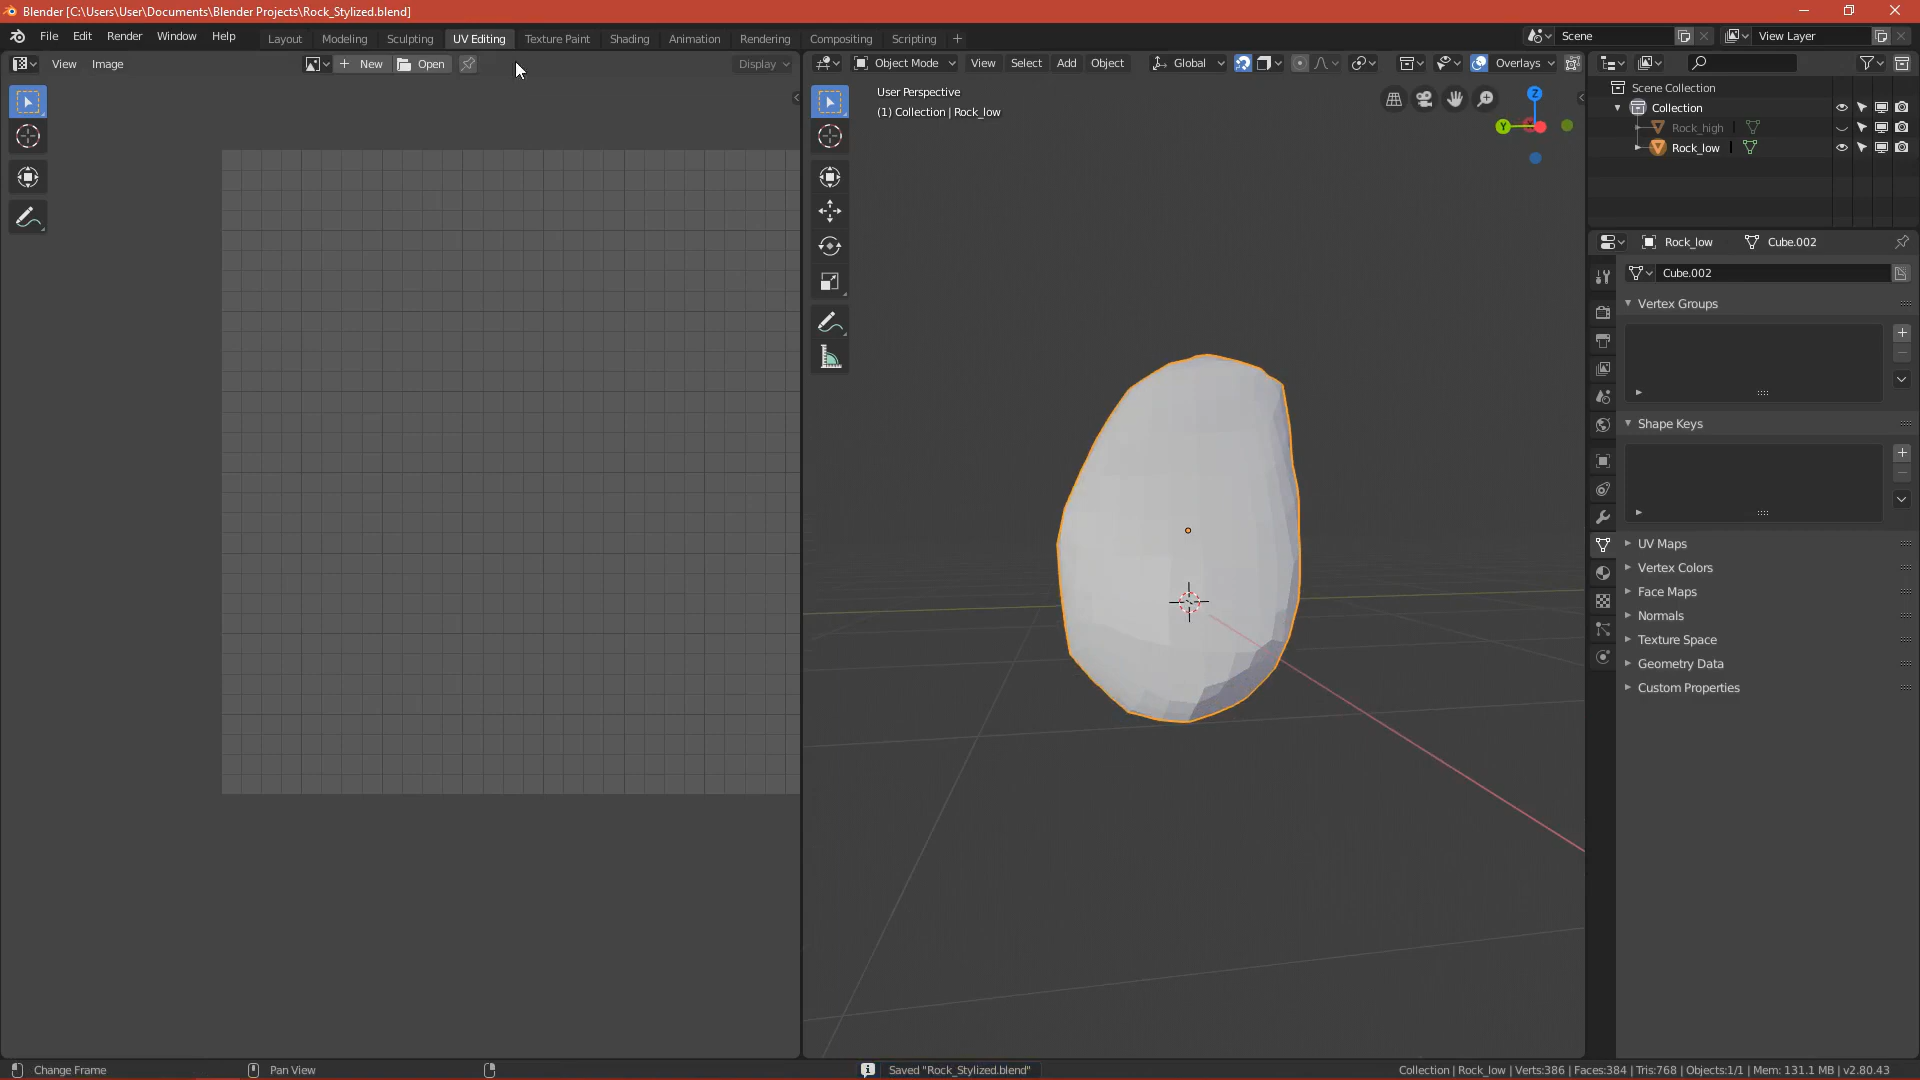 Blender [C:\Users\User\Documents\Blender Projects\Rock_Stylized.blend]
File Edit Render Window Help Layout Modeling Sculpting UV Editing Texture Paint Shading Animation Rendering Compositing Scripting + Scene View Layer
View Image New Open Display Object Mode View Select Add Object Global Overlays
User Perspective
(1) Collection | Rock_low
Z
Y
Scene Collection
Collection
Rock_high
Rock_low
Rock_low Cube.002
Cube.002
Vertex Groups
Shape Keys
UV Maps
Vertex Colors
Face Maps
Normals
Texture Space
Geometry Data
Custom Properties
Change Frame Pan View Saved "Rock_Stylized.blend" Collection | Rock_low | Verts:386 | Faces:384 | Tris:768 | Objects:1/1 | Mem: 131.1 MB | v2.80.43